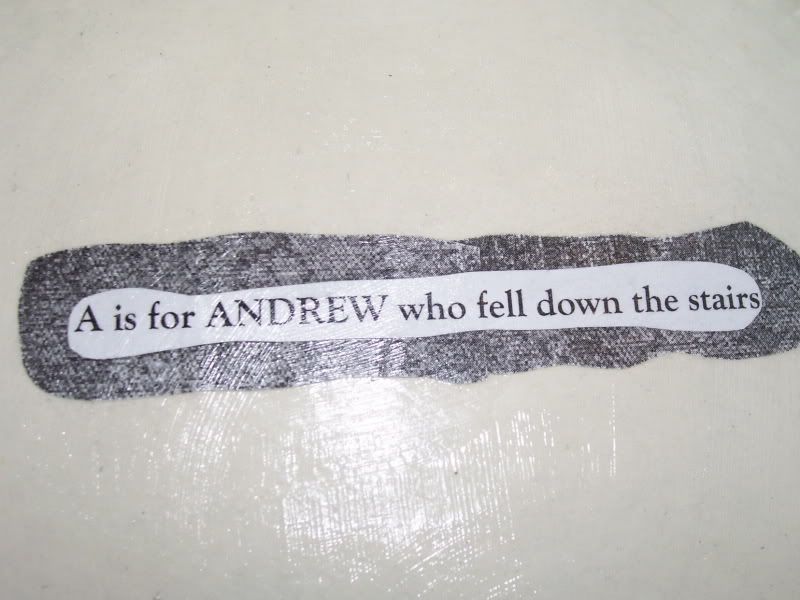 A is for ANDREW who fell down the stairs